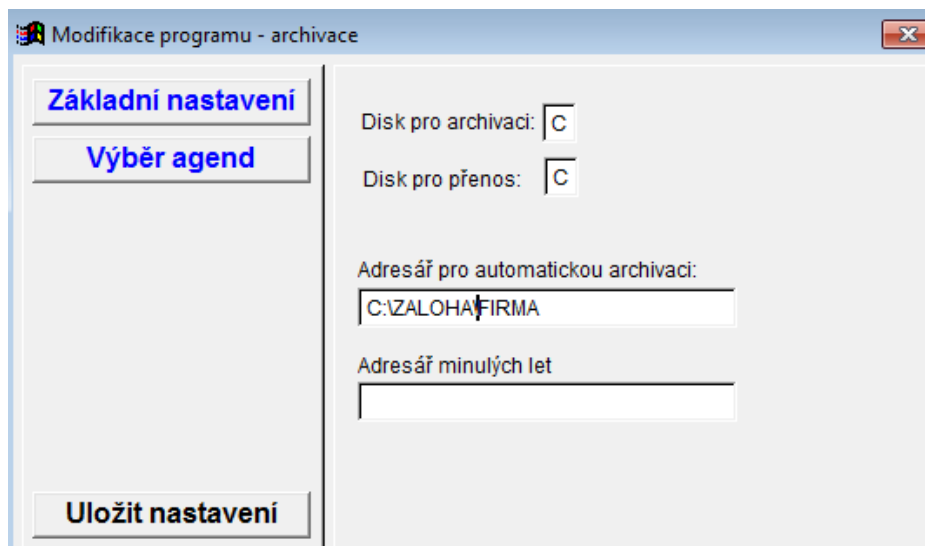 Modifikace programu - archivace
Základní nastavení
Výběr agend
Disk pro archivaci: C
Disk pro přenos: C
Adresář pro automatickou archivaci:
C:\ZALOHA\FIRMA
Adresář minulých let
Uložit nastavení